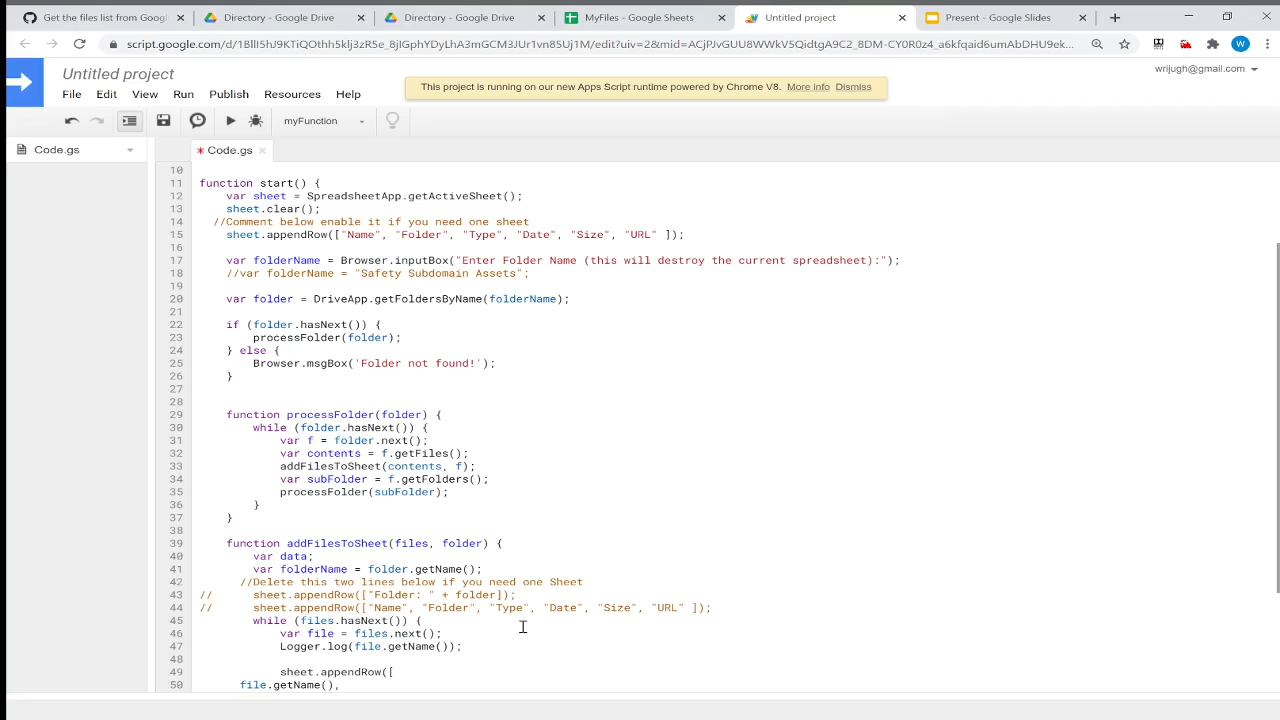 Get the files list from Googl
Directory - Google Drive
Directory - Google Drive
MyFiles - Google Sheets
Untitled project
Present - Google Slides
Untitled project
wrijugh@gmail.com
File Edit View Run Publish Resources Help
This project is running on our new Apps Script runtime powered by Chrome V8. More info Dismiss
myFunction
Code.gs
* Code.gs
10
11 function start() {
12 var sheet = SpreadsheetApp.getActiveSheet();
13 sheet.clear();
14 //Comment below enable it if you need one sheet
15 sheet.appendRow(["Name", "Folder", "Type", "Date", "Size", "URL" ]);
16
17 var folderName = Browser.inputBox("Enter Folder Name (this will destroy the current spreadsheet):");
18 //var folderName = "Safety Subdomain Assets";
19
20 var folder = DriveApp.getFoldersByName(folderName);
21
22 if (folder.hasNext()) {
23 processFolder(folder);
24 } else {
25 Browser.msgBox('Folder not found!');
26 }
27
28
29 function processFolder(folder) {
30 while (folder.hasNext()) {
31 var f = folder.next();
32 var contents = f.getFiles();
33 addFilesToSheet(contents, f);
34 var subFolder = f.getFolders();
35 processFolder(subFolder);
36 }
37 }
38
39 function addFilesToSheet(files, folder) {
40 var data;
41 var folderName = folder.getName();
42 //Delete this two lines below if you need one Sheet
43 // sheet.appendRow(["Folder: " + folder]);
44 // sheet.appendRow(["Name", "Folder", "Type", "Date", "Size", "URL" ]);
45 while (files.hasNext()) {
46 var file = files.next();
47 Logger.log(file.getName());
48
49 sheet.appendRow([
50 file.getName(),